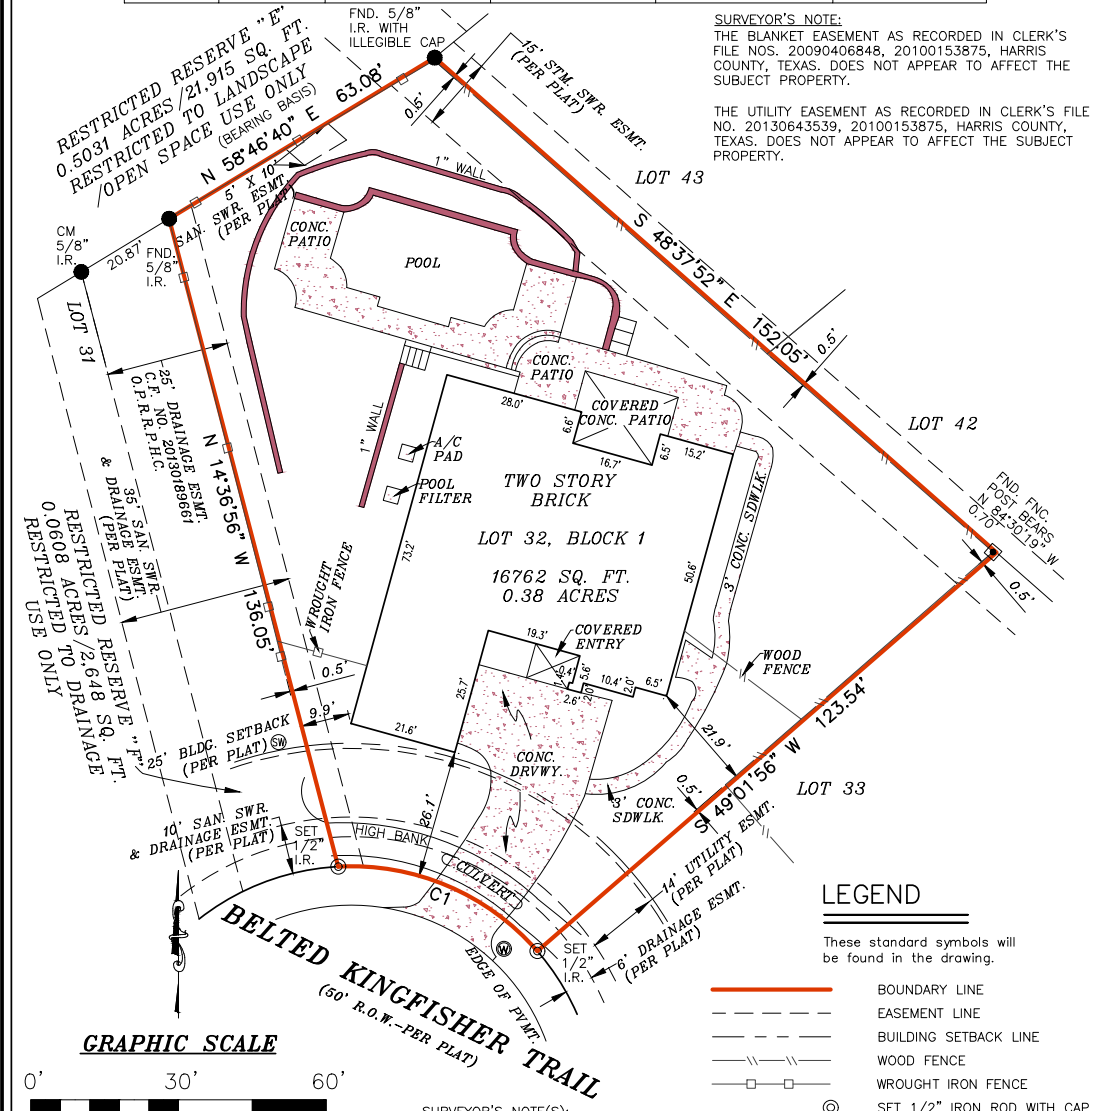 FND. 5/8"
I.R. WITH
ILLEGIBLE CAP
SURVEYOR'S NOTE:
THE BLANKET EASEMENT AS RECORDED IN CLERK'S
FILE NOS. 20090406848, 20100153875, HARRIS
COUNTY, TEXAS. DOES NOT APPEAR TO AFFECT THE
SUBJECT PROPERTY.
THE UTILITY EASEMENT AS RECORDED IN CLERK'S FILE
NO. 20130643539, 20100153875, HARRIS COUNTY,
TEXAS. DOES NOT APPEAR TO AFFECT THE SUBJECT
PROPERTY.
RESTRICTED RESERVE "E"
0.5031 ACRES/21,915 SQ. FT.
RESTRICTED TO LANDSCAPE
/OPEN SPACE USE ONLY
(BEARING BASIS)
N 58°46'40" E 63.08'
0.5'
15' STM. SWR. ESMT.
(PER PLAT)
5' X 10'
SAN. SWR. ESMT.
(PER PLAT)
1" WALL
LOT 43
CM
5/8"
I.R.
20.87'
FND.
5/8"
I.R.
CONC.
PATIO
POOL
S 48°37'52" E 152.05'
0.5'
LOT 31
25' DRAINAGE ESMT.
C.F. NO. 20130189661
O.P.R.R.P.H.C.
CONC.
PATIO
COVERED
CONC. PATIO
28.0'
6.6'
16.7'
6.5'
15.2'
LOT 42
1" WALL
A/C
PAD
POOL
FILTER
N 14°36'56" W 136.05'
TWO STORY
BRICK
LOT 32, BLOCK 1
16762 SQ. FT.
0.38 ACRES
73.2'
50.6'
3' CONC. SDWLK.
FND. FNC.
POST BEARS
N 84°30'19" W
0.70'
0.5'
35' SAN. SWR.
& DRAINAGE ESMT.
(PER PLAT)
RESTRICTED RESERVE "F"
0.0608 ACRES/2,648 SQ. FT.
RESTRICTED TO DRAINAGE
USE ONLY
WROUGHT
IRON FENCE
19.3'
COVERED
ENTRY
5.6'
2.6'
2.0'
10.4'
2.0'
6.5'
WOOD
FENCE
0.5'
9.9'
25.7'
21.6'
21.9'
S 49°01'56" W 123.54'
0.5'
25' BLDG. SETBACK
(PER PLAT)
SW
CONC.
DRVWY.
3' CONC.
SDWLK.
LOT 33
26.1'
10' SAN. SWR.
& DRAINAGE ESMT.
(PER PLAT)
SET
1/2"
I.R.
HIGH BANK
CULVERT
C1
14' UTILITY ESMT.
(PER PLAT)
6' DRAINAGE ESMT.
(PER PLAT)
W
SET
1/2"
I.R.
EDGE OF PVMT.
BELTED KINGFISHER TRAIL
(50' R.O.W.-PER PLAT)
LEGEND
These standard symbols will
be found in the drawing.
BOUNDARY LINE
EASEMENT LINE
BUILDING SETBACK LINE
WOOD FENCE
WROUGHT IRON FENCE
SET 1/2" IRON ROD WITH CAP
GRAPHIC SCALE
0' 30' 60'
SURVEYOR'S NOTE(S):